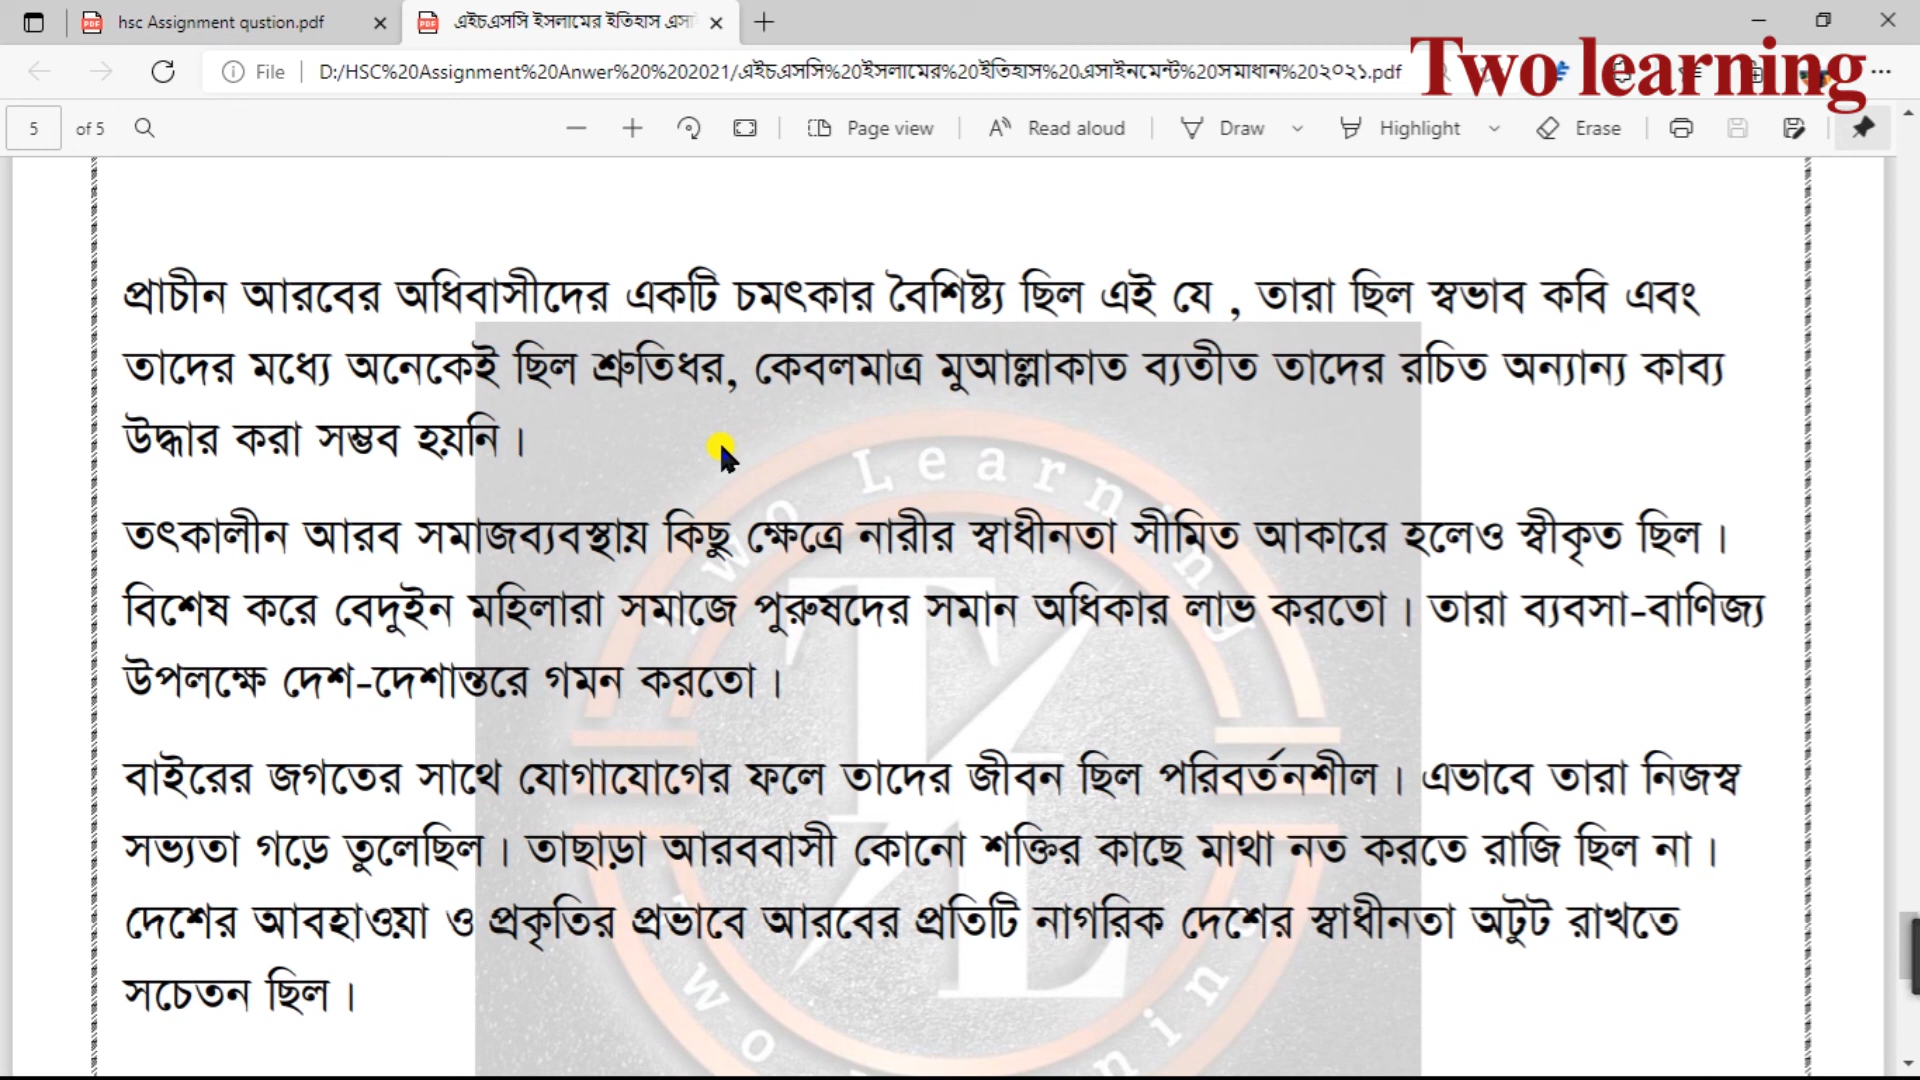 hsc Assignment qustion.pdf
এইচএসসি ইসলামের ইতিহাস এসা
Two learning
File
D:/HSC%20Assignment%20Anwer%20%202021/এইচএসসি%20ইসলামের%20ইতিহাস%20এসাইনমেন্ট%20সমাধান%20২০২১.pdf
5 of 5
Page view
Read aloud
Draw
Highlight
Erase
প্রাচীন আরবের অধিবাসীদের একটি চমৎকার বৈশিষ্ট্য ছিল এই যে , তারা ছিল স্বভাব কবি এবং
তাদের মধ্যে অনেকেই ছিল শ্রুতিধর, কেবলমাত্র মুআল্লাকাত ব্যতীত তাদের রচিত অন্যান্য কাব্য
উদ্ধার করা সম্ভব হয়নি।
তৎকালীন আরব সমাজব্যবস্থায় কিছু ক্ষেত্রে নারীর স্বাধীনতা সীমিত আকারে হলেও স্বীকৃত ছিল।
বিশেষ করে বেদুইন মহিলারা সমাজে পুরুষদের সমান অধিকার লাভ করতো। তারা ব্যবসা-বাণিজ্য
উপলক্ষে দেশ-দেশান্তরে গমন করতো।
বাইরের জগতের সাথে যোগাযোগের ফলে তাদের জীবন ছিল পরিবর্তনশীল। এভাবে তারা নিজস্ব
সভ্যতা গড়ে তুলেছিল। তাছাড়া আরববাসী কোনো শক্তির কাছে মাথা নত করতে রাজি ছিল না।
দেশের আবহাওয়া ও প্রকৃতির প্রভাবে আরবের প্রতিটি নাগরিক দেশের স্বাধীনতা অটুট রাখতে
সচেতন ছিল।
Two Learning
TL